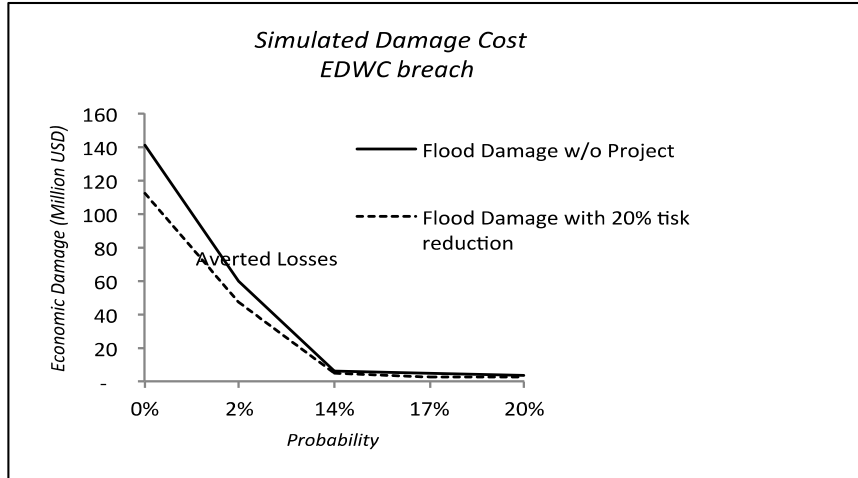 Simulated Damage Cost
EDWC breach
Economic Damage (Million USD)
160
140
120
100
80
60
40
20
-
Flood Damage w/o Project
Flood Damage with 20% tisk
reduction
Averted Losses
0% 2% 14% 17% 20%
Probability